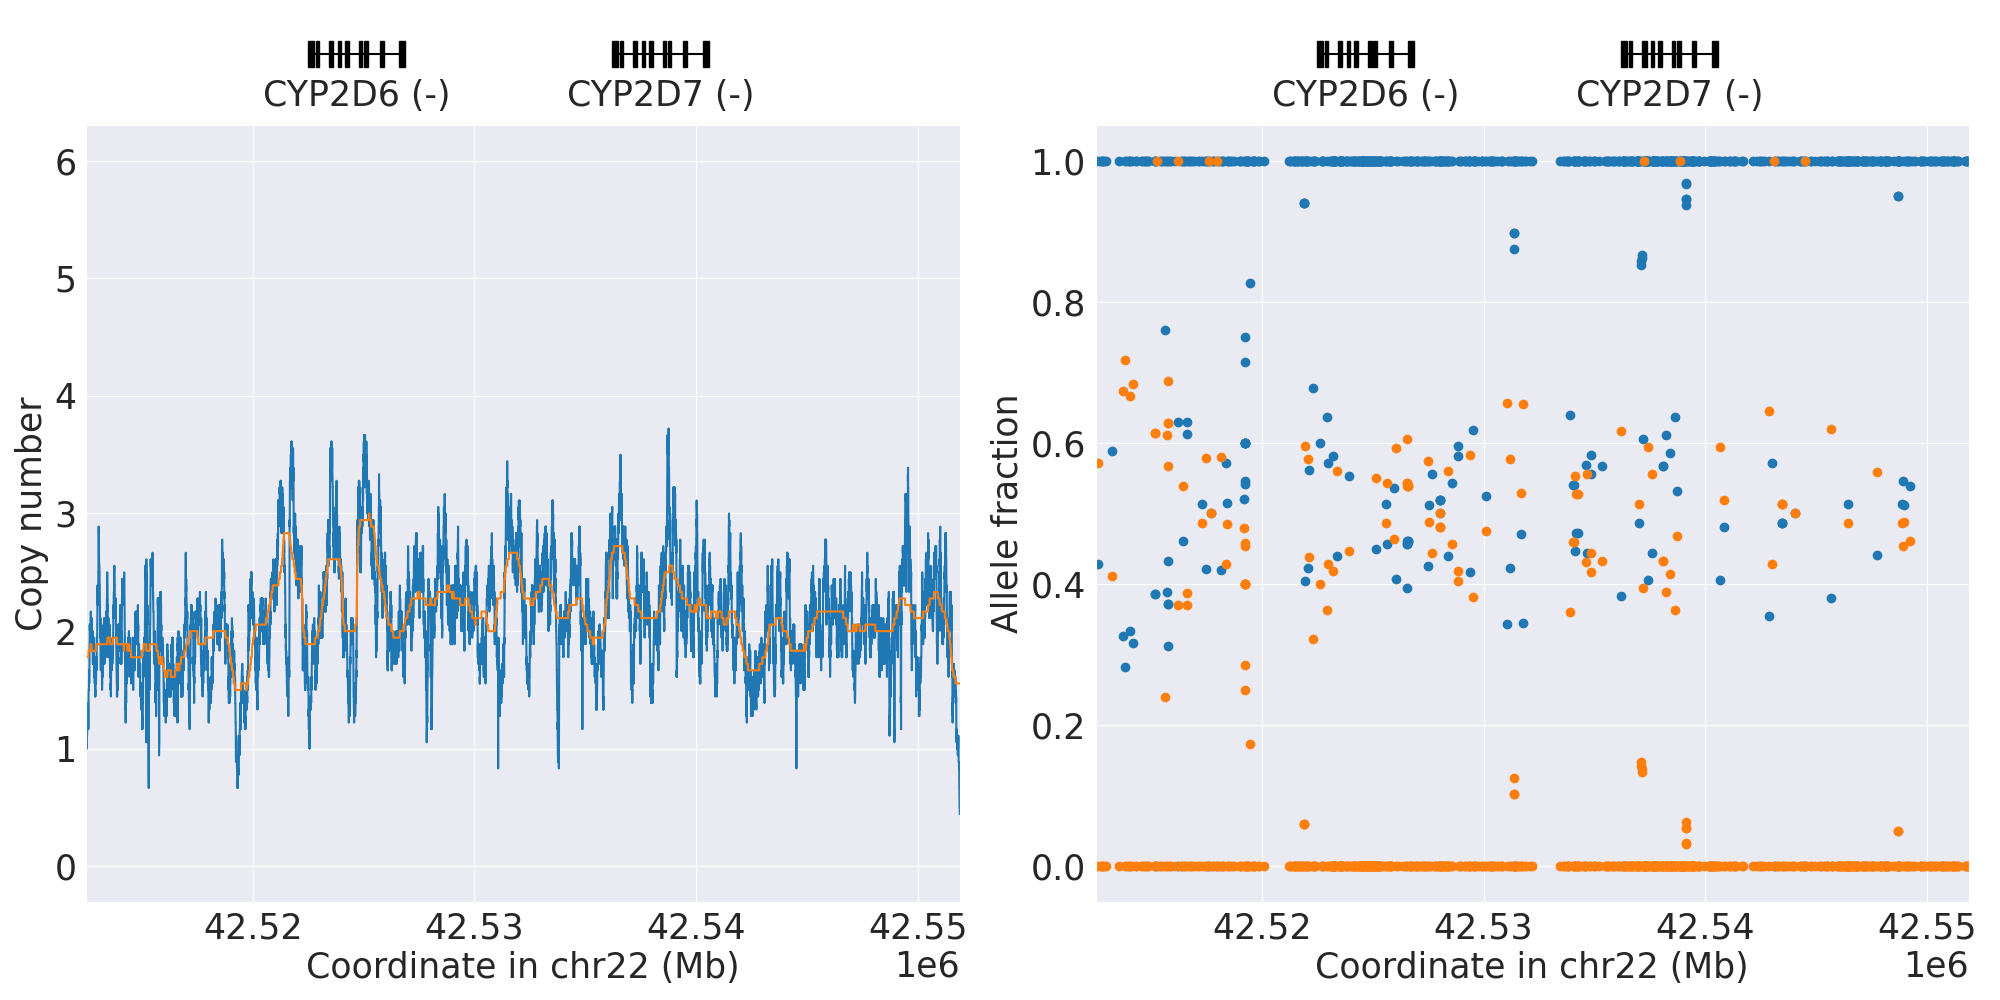 CYP2D6 (-) CYP2D7 (-)
6
5
4
3
2
1
0
Copy number
42.52 42.53 42.54 42.55
Coordinate in chr22 (Mb) 1e6
CYP2D6 (-) CYP2D7 (-)
1.0
0.8
0.6
0.4
0.2
0.0
Allele fraction
42.52 42.53 42.54 42.55
Coordinate in chr22 (Mb) 1e6